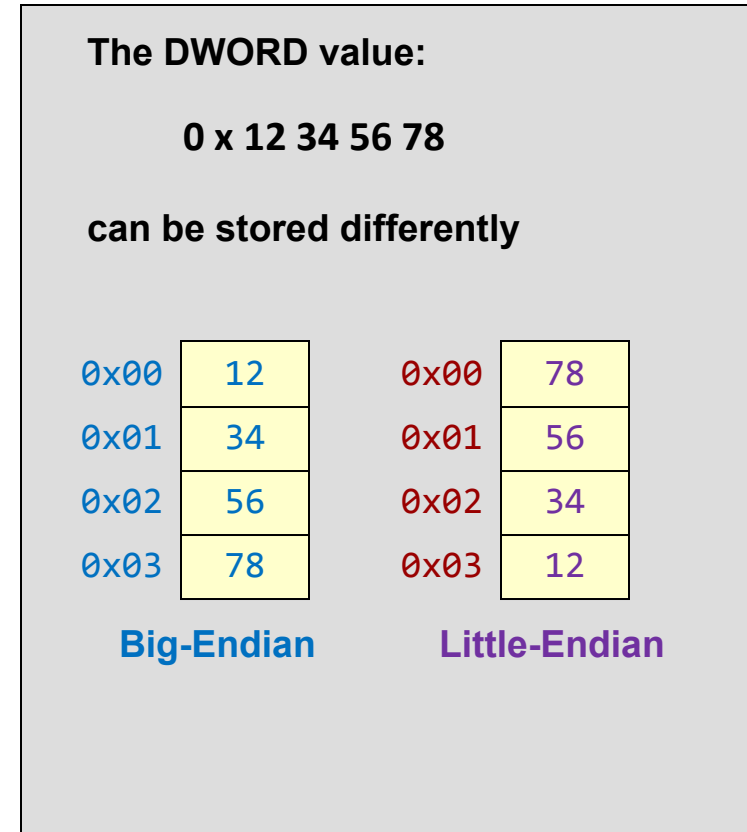 The DWORD value:
0 x 12 34 56 78
can be stored differently
0x00 12 0x00 78
0x01 34 0x01 56
0x02 56 0x02 34
0x03 78 0x03 12
Big-Endian Little-Endian